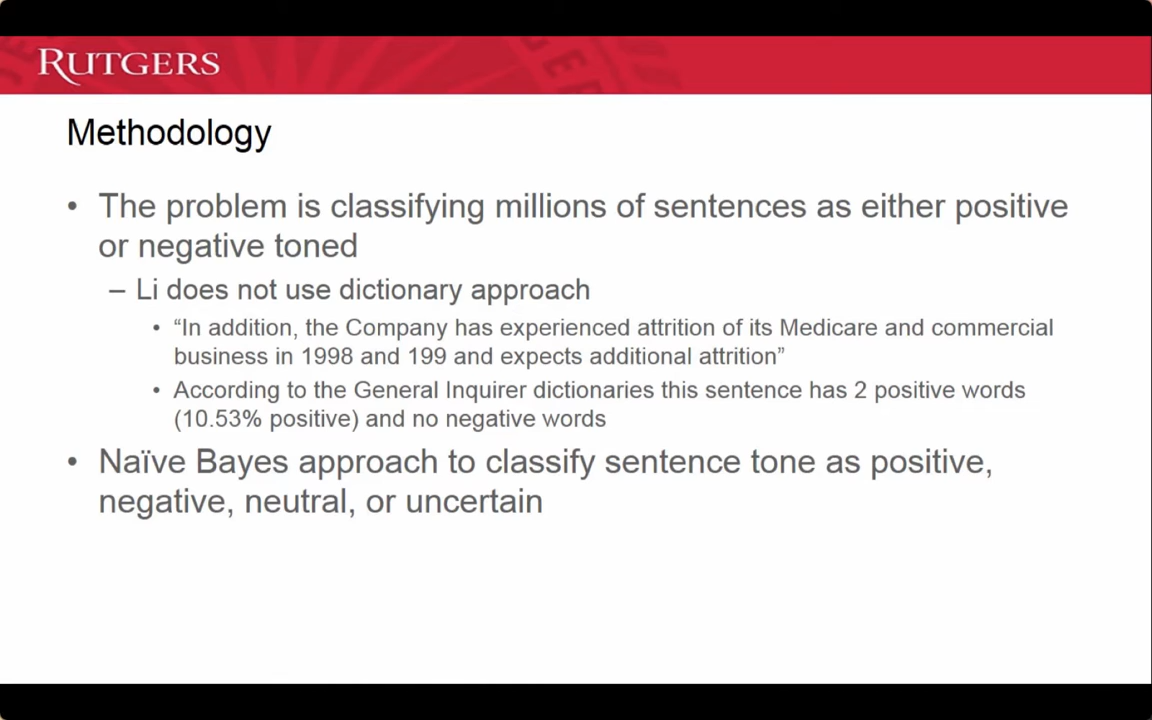 RUTGERS
Methodology
• The problem is classifying millions of sentences as either positive
or negative toned
– Li does not use dictionary approach
• “In addition, the Company has experienced attrition of its Medicare and commercial
business in 1998 and 199 and expects additional attrition”
• According to the General Inquirer dictionaries this sentence has 2 positive words
(10.53% positive) and no negative words
• Naïve Bayes approach to classify sentence tone as positive,
negative, neutral, or uncertain